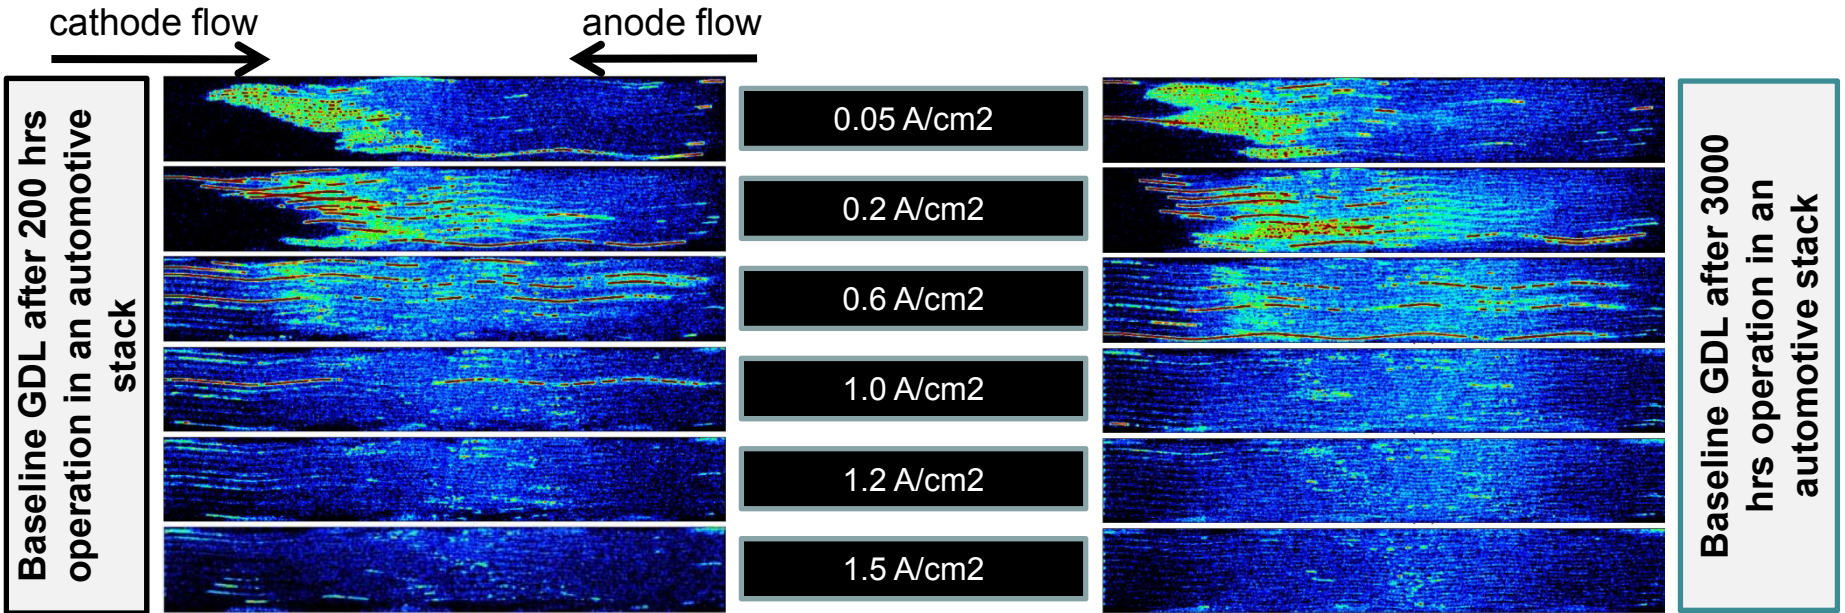 cathode flow
anode flow
Baseline GDL after 200 hrs
operation in an automotive
stack
0.05 A/cm2
0.2 A/cm2
0.6 A/cm2
1.0 A/cm2
1.2 A/cm2
1.5 A/cm2
Baseline GDL after 3000
hrs operation in an
automotive stack